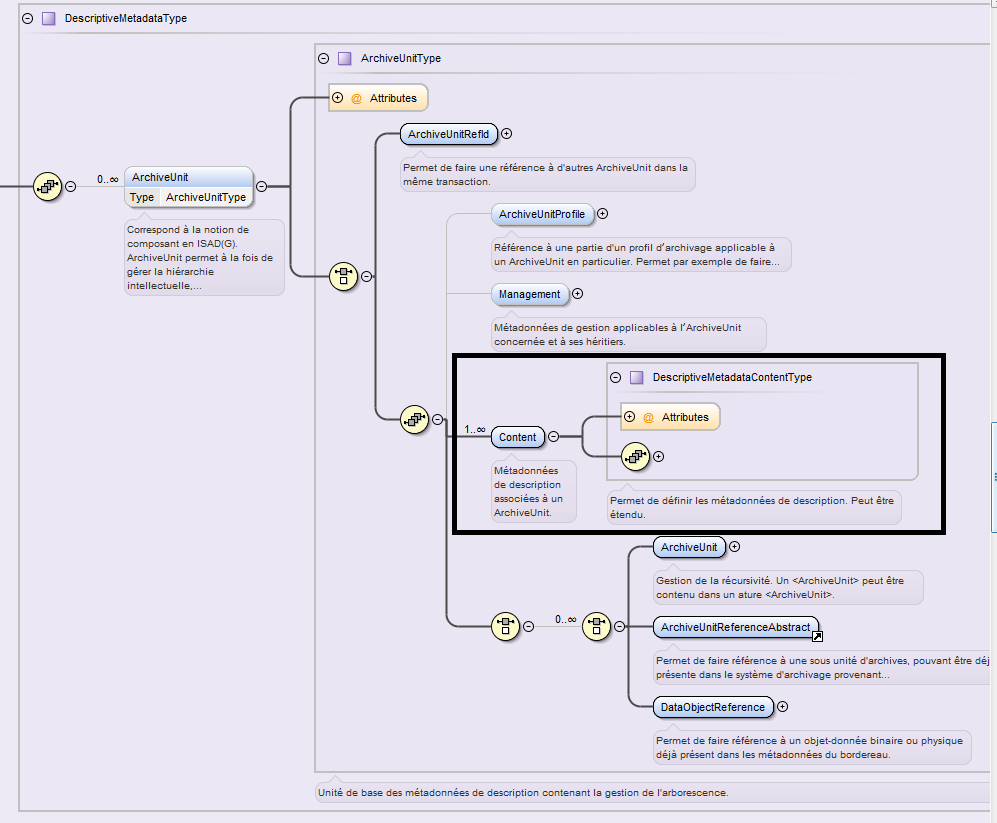 DescriptiveMetadataType
ArchiveUnitType
@ Attributes
ArchiveUnitRefId
Permet de faire une référence à d'autres ArchiveUnit dans la
même transaction.
0..∞
ArchiveUnit
Type ArchiveUnitType
Correspond à la notion de
composant en ISAD(G).
ArchiveUnit permet à la fois de
gérer la hiérarchie
intellectuelle,...
ArchiveUnitProfile
Référence à une partie d'un profil d'archivage applicable à
un ArchiveUnit en particulier. Permet par exemple de faire...
Management
Métadonnées de gestion applicables à l'ArchiveUnit
concernée et à ses héritiers.
DescriptiveMetadataContentType
@ Attributes
1..∞
Content
Métadonnées
de description
associées à un
ArchiveUnit.
Permet de définir les métadonnées de description. Peut être
étendu.
ArchiveUnit
Gestion de la récursivité. Un <ArchiveUnit> peut être
contenu dans un ature <ArchiveUnit>.
0..∞
ArchiveUnitReferenceAbstract
Permet de faire référence à une sous unité d'archives, pouvant être déj
présente dans le système d'archivage provenant...
DataObjectReference
Permet de faire référence à un objet-donnée binaire ou physique
déjà présent dans les métadonnées du bordereau.
Unité de base des métadonnées de description contenant la gestion de l'arborescence.